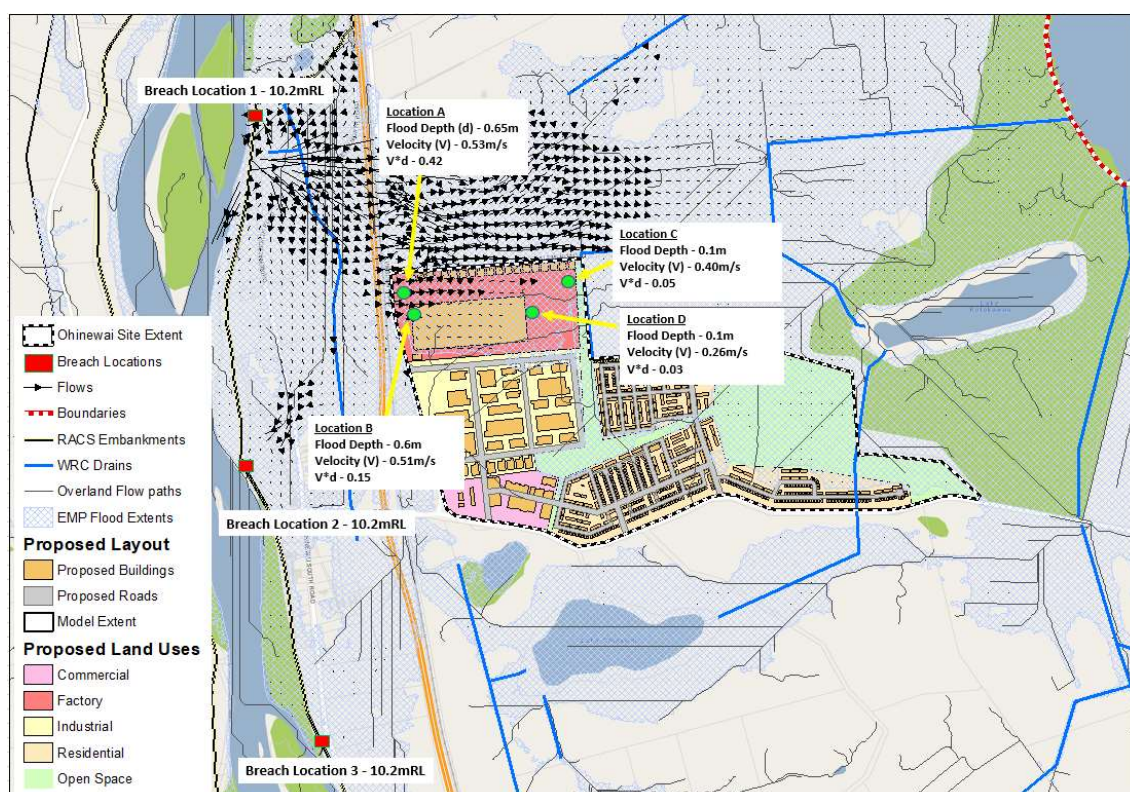 Breach Location 1 - 10.2mRL
Location A
Flood Depth (d) - 0.65m
Velocity (V) - 0.53m/s
V*d - 0.42
Location C
Flood Depth - 0.1m
Velocity (V) - 0.40m/s
V*d - 0.05
Location D
Flood Depth - 0.1m
Velocity (V) - 0.26m/s
V*d - 0.03
Location B
Flood Depth - 0.6m
Velocity (V) - 0.51m/s
V*d - 0.15
Breach Location 2 - 10.2mRL
Breach Location 3 - 10.2mRL
Ohinewai Site Extent
Breach Locations
Flows
Boundaries
RACS Embankments
WRC Drains
Overland Flow paths
EMP Flood Extents
Proposed Layout
Proposed Buildings
Proposed Roads
Model Extent
Proposed Land Uses
Commercial
Factory
Industrial
Residential
Open Space